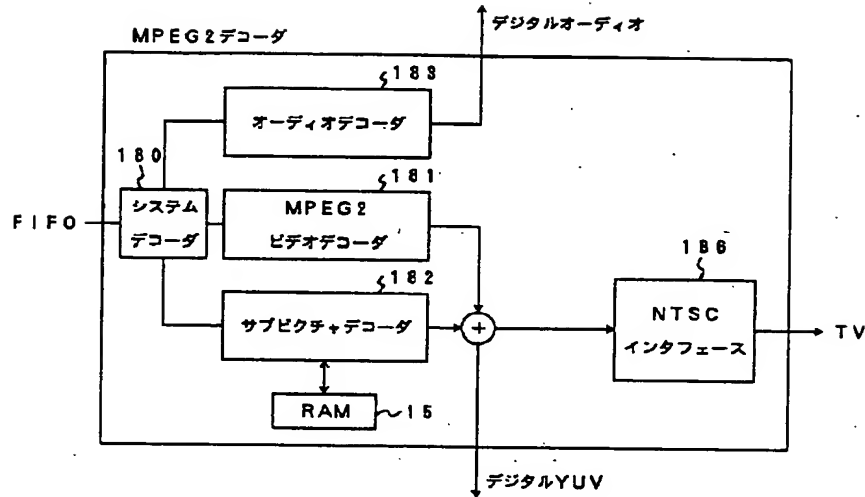 デジタルオーディオ
MPEG2デコーダ
183
オーディオデコーダ
180
181
FIFO
システム
デコーダ
MPEG2
ビデオデコーダ
182
186
サブピクチャデコーダ
+
NTSC
インタフェース
TV
RAM
15
デジタルYUV